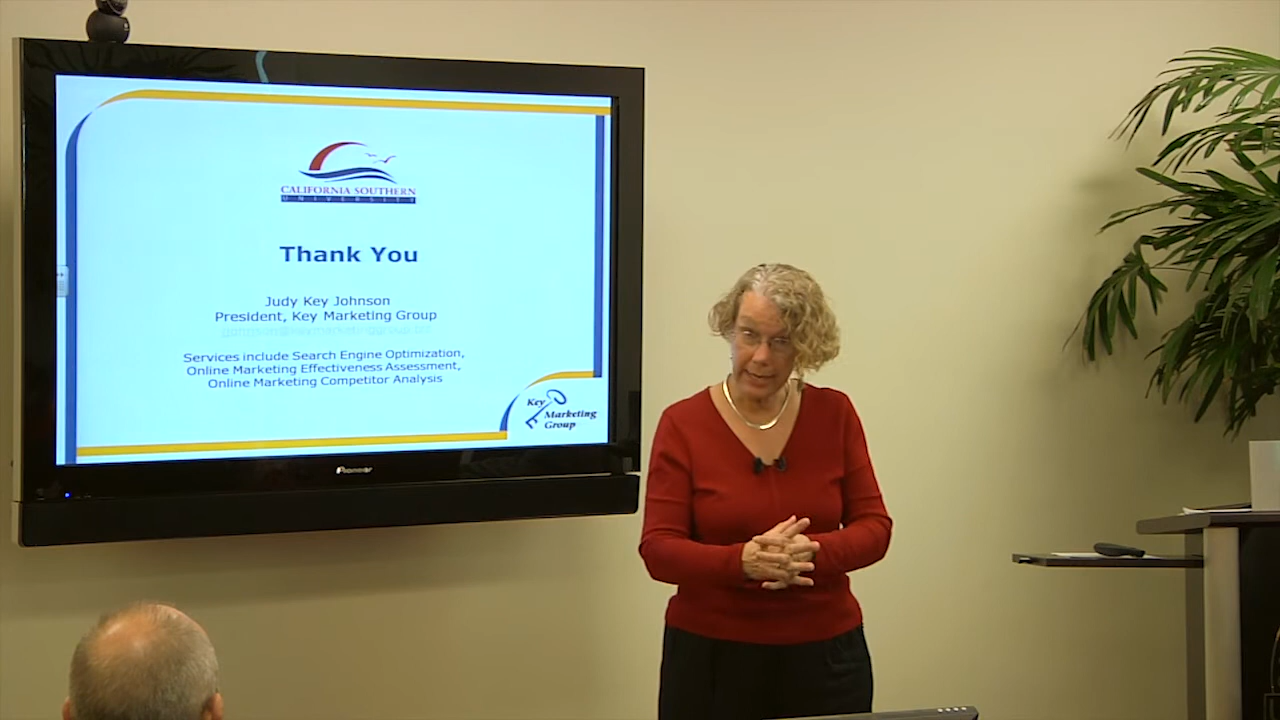 CALIFORNIA SOUTHERN
UNIVERSITY
Thank You
Judy Key Johnson
President, Key Marketing Group
Services include Search Engine Optimization,
Online Marketing Effectiveness Assessment,
Online Marketing Competitor Analysis
Key
Marketing
Group
Pioneer